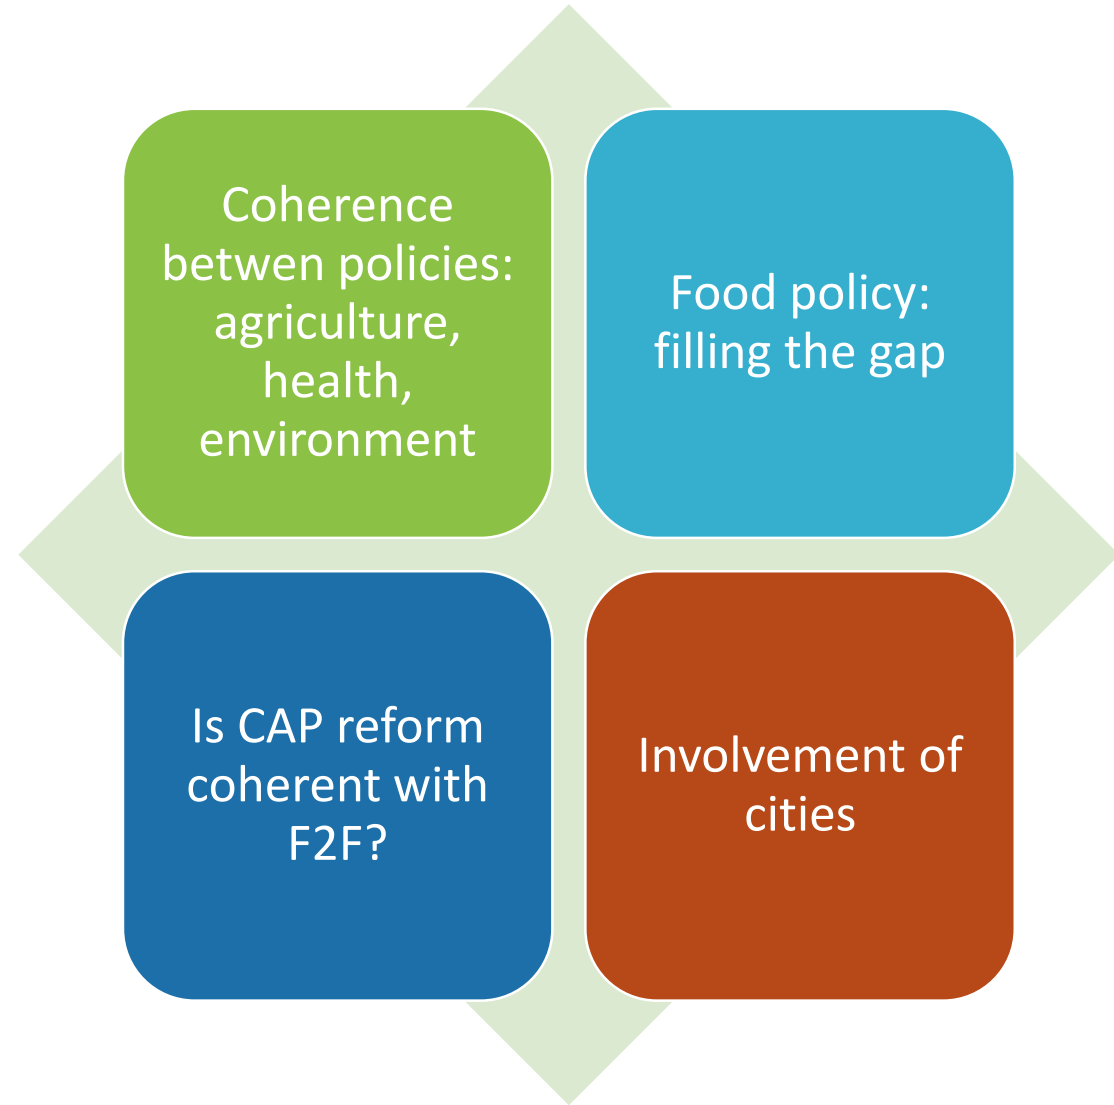 Coherence
betwen policies:
agriculture,
health,
environment
Food policy:
filling the gap
Is CAP reform
coherent with
F2F?
Involvement of
cities